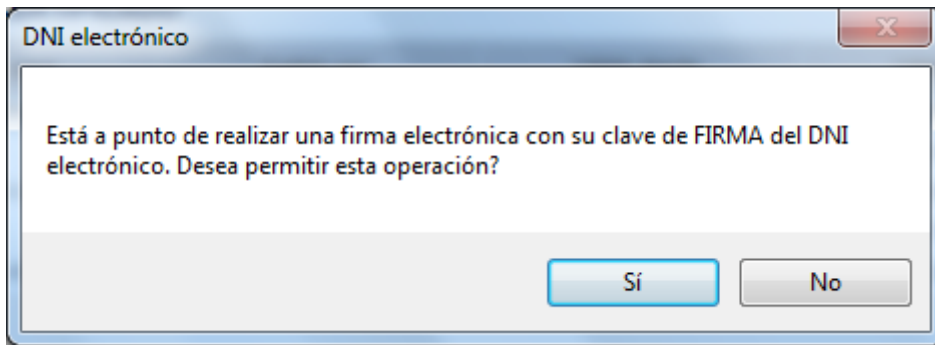 DNI electrónico
Está a punto de realizar una firma electrónica con su clave de FIRMA del DNI
electrónico. Desea permitir esta operación?
Sí
No